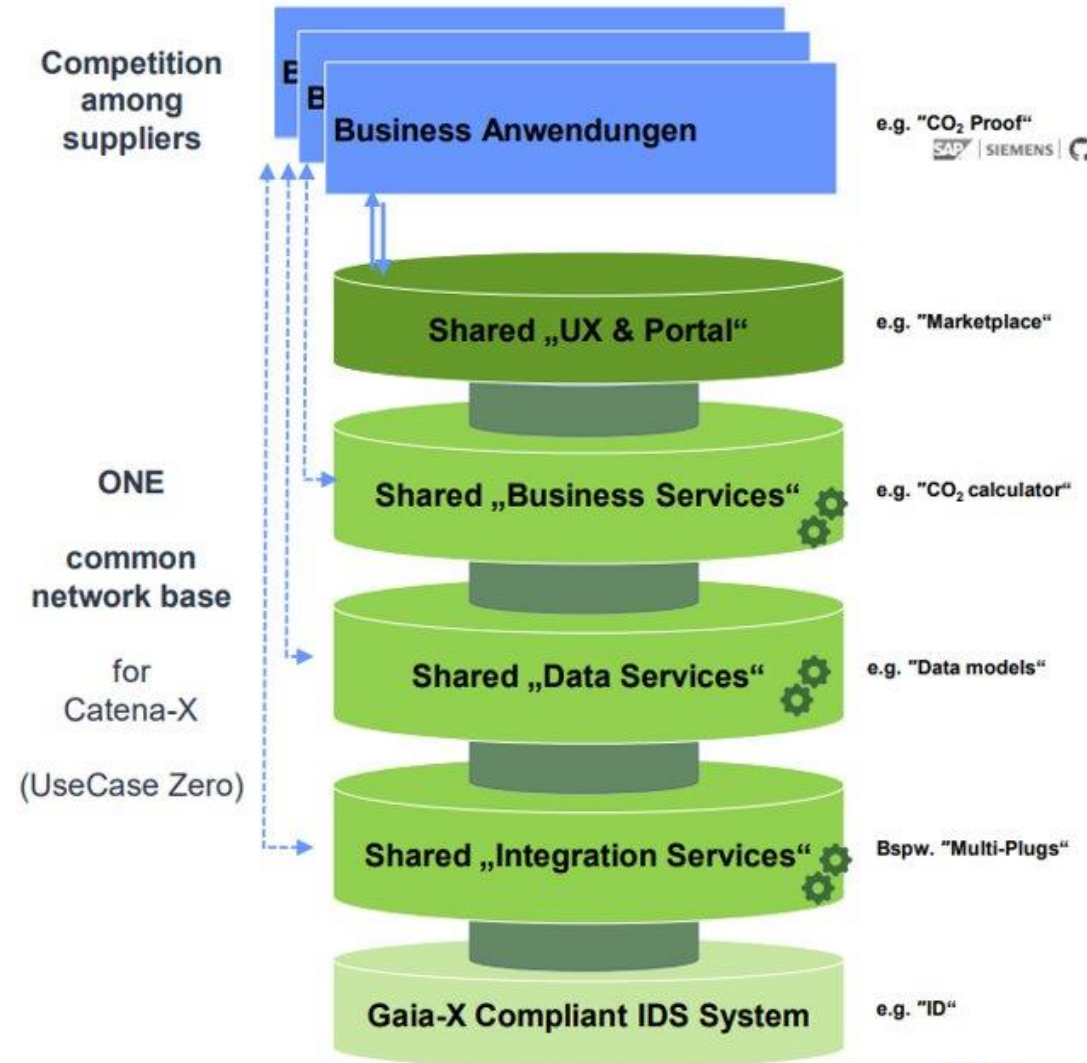 Competition
among
suppliers
B
B
Business Anwendungen
e.g. "CO₂ Proof“
SAP | SIEMENS |
Shared „UX & Portal“
e.g. "Marketplace“
ONE
common
network base
for
Catena-X
(UseCase Zero)
Shared „Business Services“
e.g. "CO₂ calculator“
Shared „Data Services“
e.g. "Data models“
Shared „Integration Services“
Bspw. "Multi-Plugs“
Gaia-X Compliant IDS System
e.g. "ID“